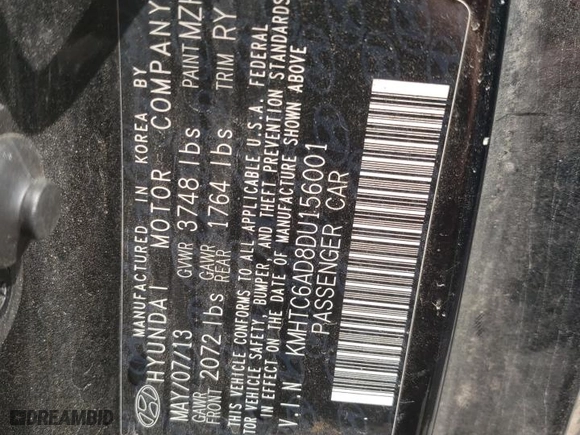 MANUFACTURED IN KOREA BY
HYUNDAI MOTOR COMPANY
MAY/07/13 GVWR 3748 lbs PAINT
GAWR FRONT 2072 lbs GAWR REAR 1764 lbs TRIM RY
THIS VEHICLE CONFORMS TO ALL APPLICABLE U.S.A. FEDERAL
MOTOR VEHICLE SAFETY, BUMPER, AND THEFT PREVENTION STANDARDS
IN EFFECT ON THE DATE OF MANUFACTURE SHOWN ABOVE
V.I.N KMHTC6AD8DU156001
PASSENGER CAR
DREAMBID